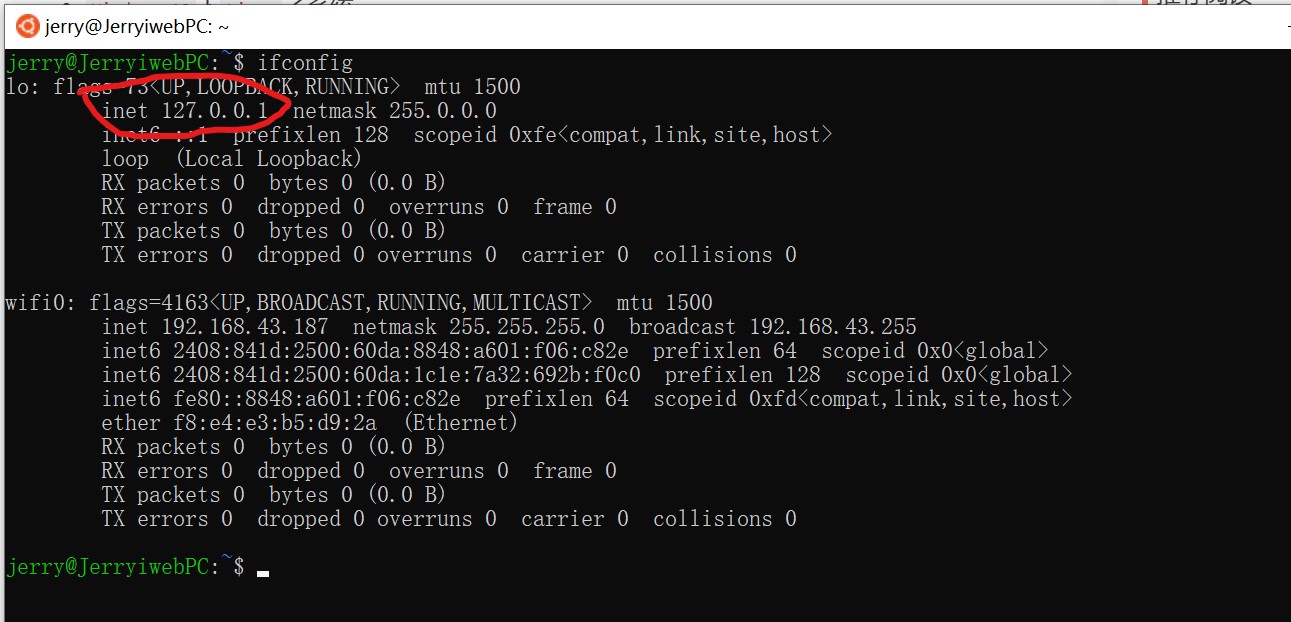 jerry@JerryiwebPC: ~
jerry@JerryiwebPC:~$ ifconfig
lo: flags=73<UP,LOOPBACK,RUNNING>  mtu 1500
inet 127.0.0.1  netmask 255.0.0.0
inet6 ::1  prefixlen 128  scopeid 0xfe<compat,link,site,host>
loop  (Local Loopback)
RX packets 0  bytes 0 (0.0 B)
RX errors 0  dropped 0  overruns 0  frame 0
TX packets 0  bytes 0 (0.0 B)
TX errors 0  dropped 0 overruns 0  carrier 0  collisions 0
wifi0: flags=4163<UP,BROADCAST,RUNNING,MULTICAST>  mtu 1500
inet 192.168.43.187  netmask 255.255.255.0  broadcast 192.168.43.255
inet6 2408:841d:2500:60da:8848:a601:f06:c82e  prefixlen 64  scopeid 0x0<global>
inet6 2408:841d:2500:60da:1c1e:7a32:692b:f0c0  prefixlen 128  scopeid 0x0<global>
inet6 fe80::8848:a601:f06:c82e  prefixlen 64  scopeid 0xfd<compat,link,site,host>
ether f8:e4:e3:b5:d9:2a  (Ethernet)
RX packets 0  bytes 0 (0.0 B)
RX errors 0  dropped 0  overruns 0  frame 0
TX packets 0  bytes 0 (0.0 B)
TX errors 0  dropped 0 overruns 0  carrier 0  collisions 0
jerry@JerryiwebPC:~$